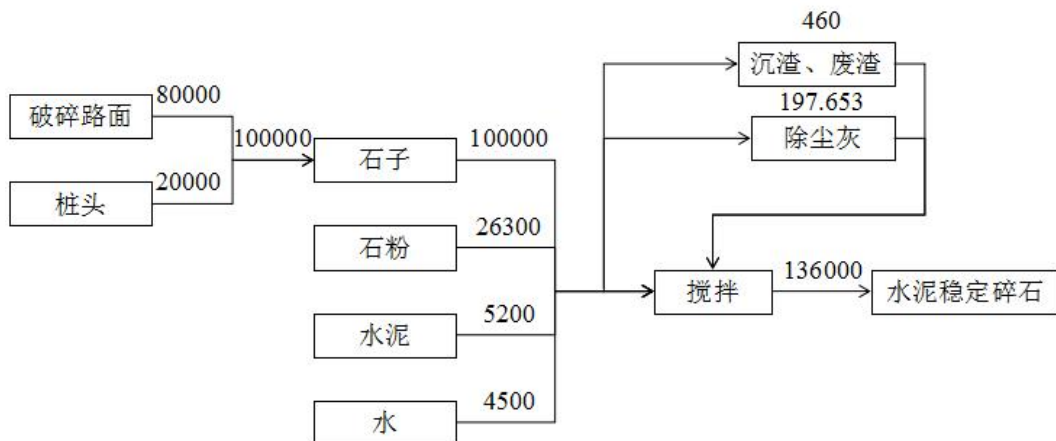 460
沉渣、废渣
80000
197.653
破碎路面
除尘灰
100000
石子
100000
20000
桩头
26300
石粉
136000
搅拌
水泥稳定碎石
5200
水泥
4500
水